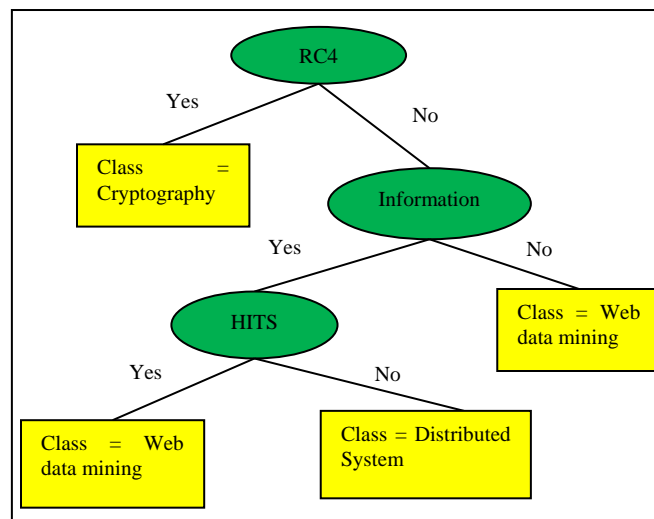 RC4
Yes
No
Class =
Cryptography
Information
Yes
No
HITS
Class = Web
data mining
Yes
No
Class = Web
data mining
Class = Distributed
System